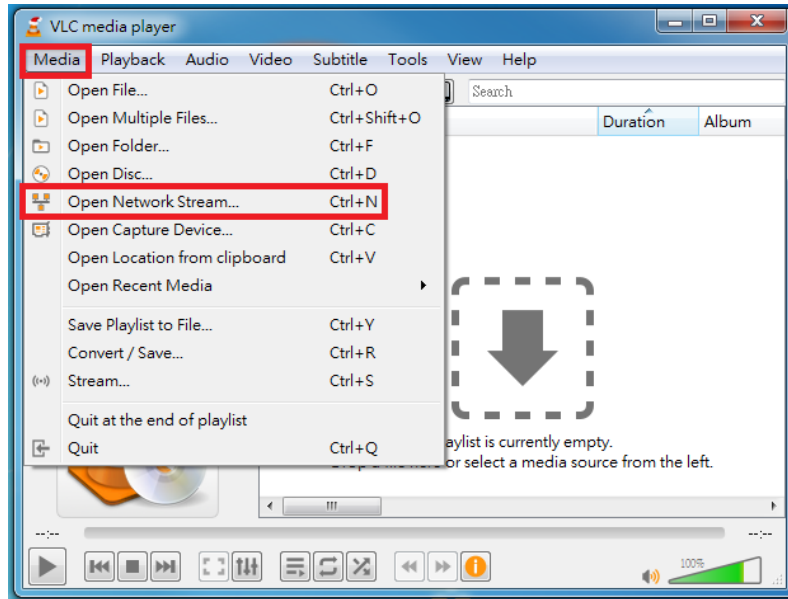 VLC media player
Media Playback Audio Video Subtitle Tools View Help
Open File... Ctrl+O
Search
Open Multiple Files... Ctrl+Shift+O
Duration Album
Open Folder... Ctrl+F
Open Disc... Ctrl+D
Open Network Stream... Ctrl+N
Open Capture Device... Ctrl+C
Open Location from clipboard Ctrl+V
Open Recent Media
Save Playlist to File... Ctrl+Y
Convert / Save... Ctrl+R
Stream... Ctrl+S
Quit at the end of playlist
Quit Ctrl+Q
aylist is currently empty.
or select a media source from the left.
--:-- --:--
100%